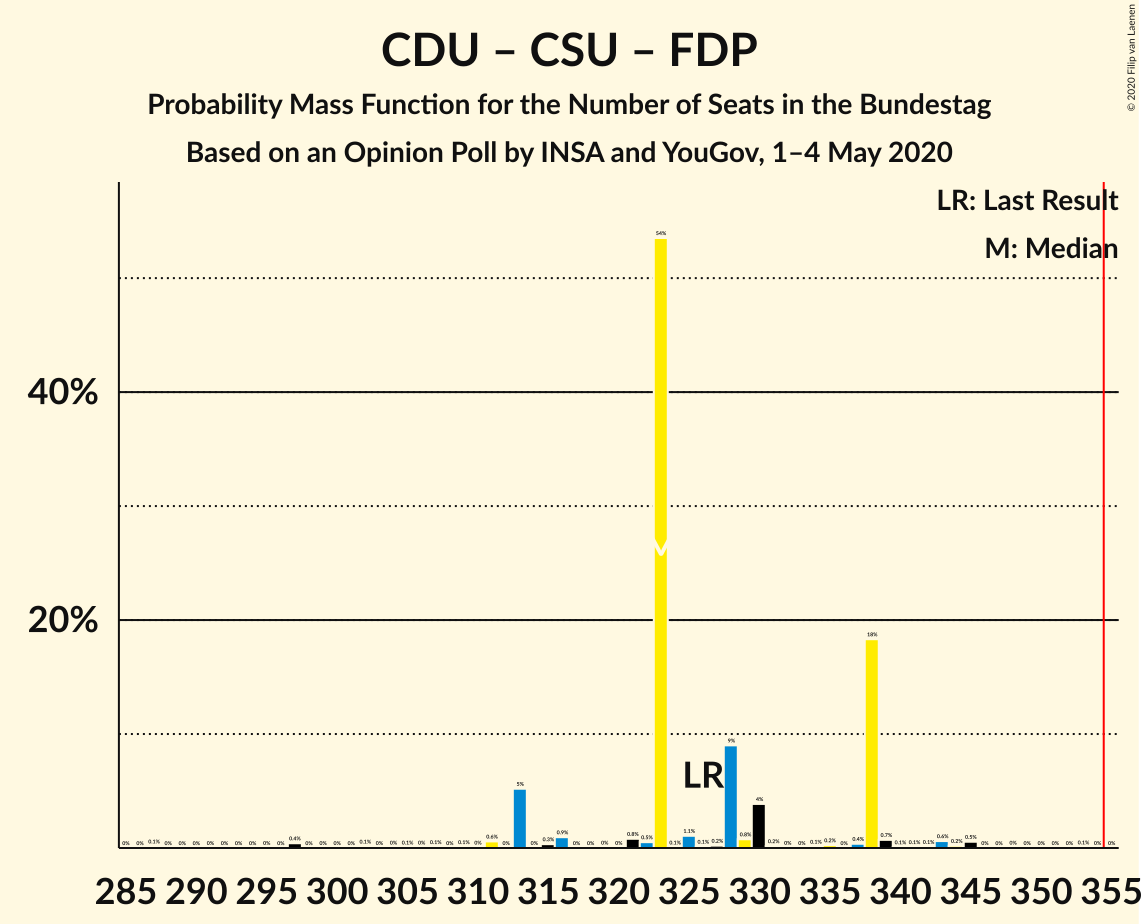 CDU – CSU – FDP
Probability Mass Function for the Number of Seats in the Bundestag
Based on an Opinion Poll by INSA and YouGov, 1–4 May 2020
© 2020 Filip van Laenen
LR: Last Result
M: Median
40%
20%
54%
18%
9%
5%
4%
M
LR
285 290 295 300 305 310 315 320 325 330 335 340 345 350 355